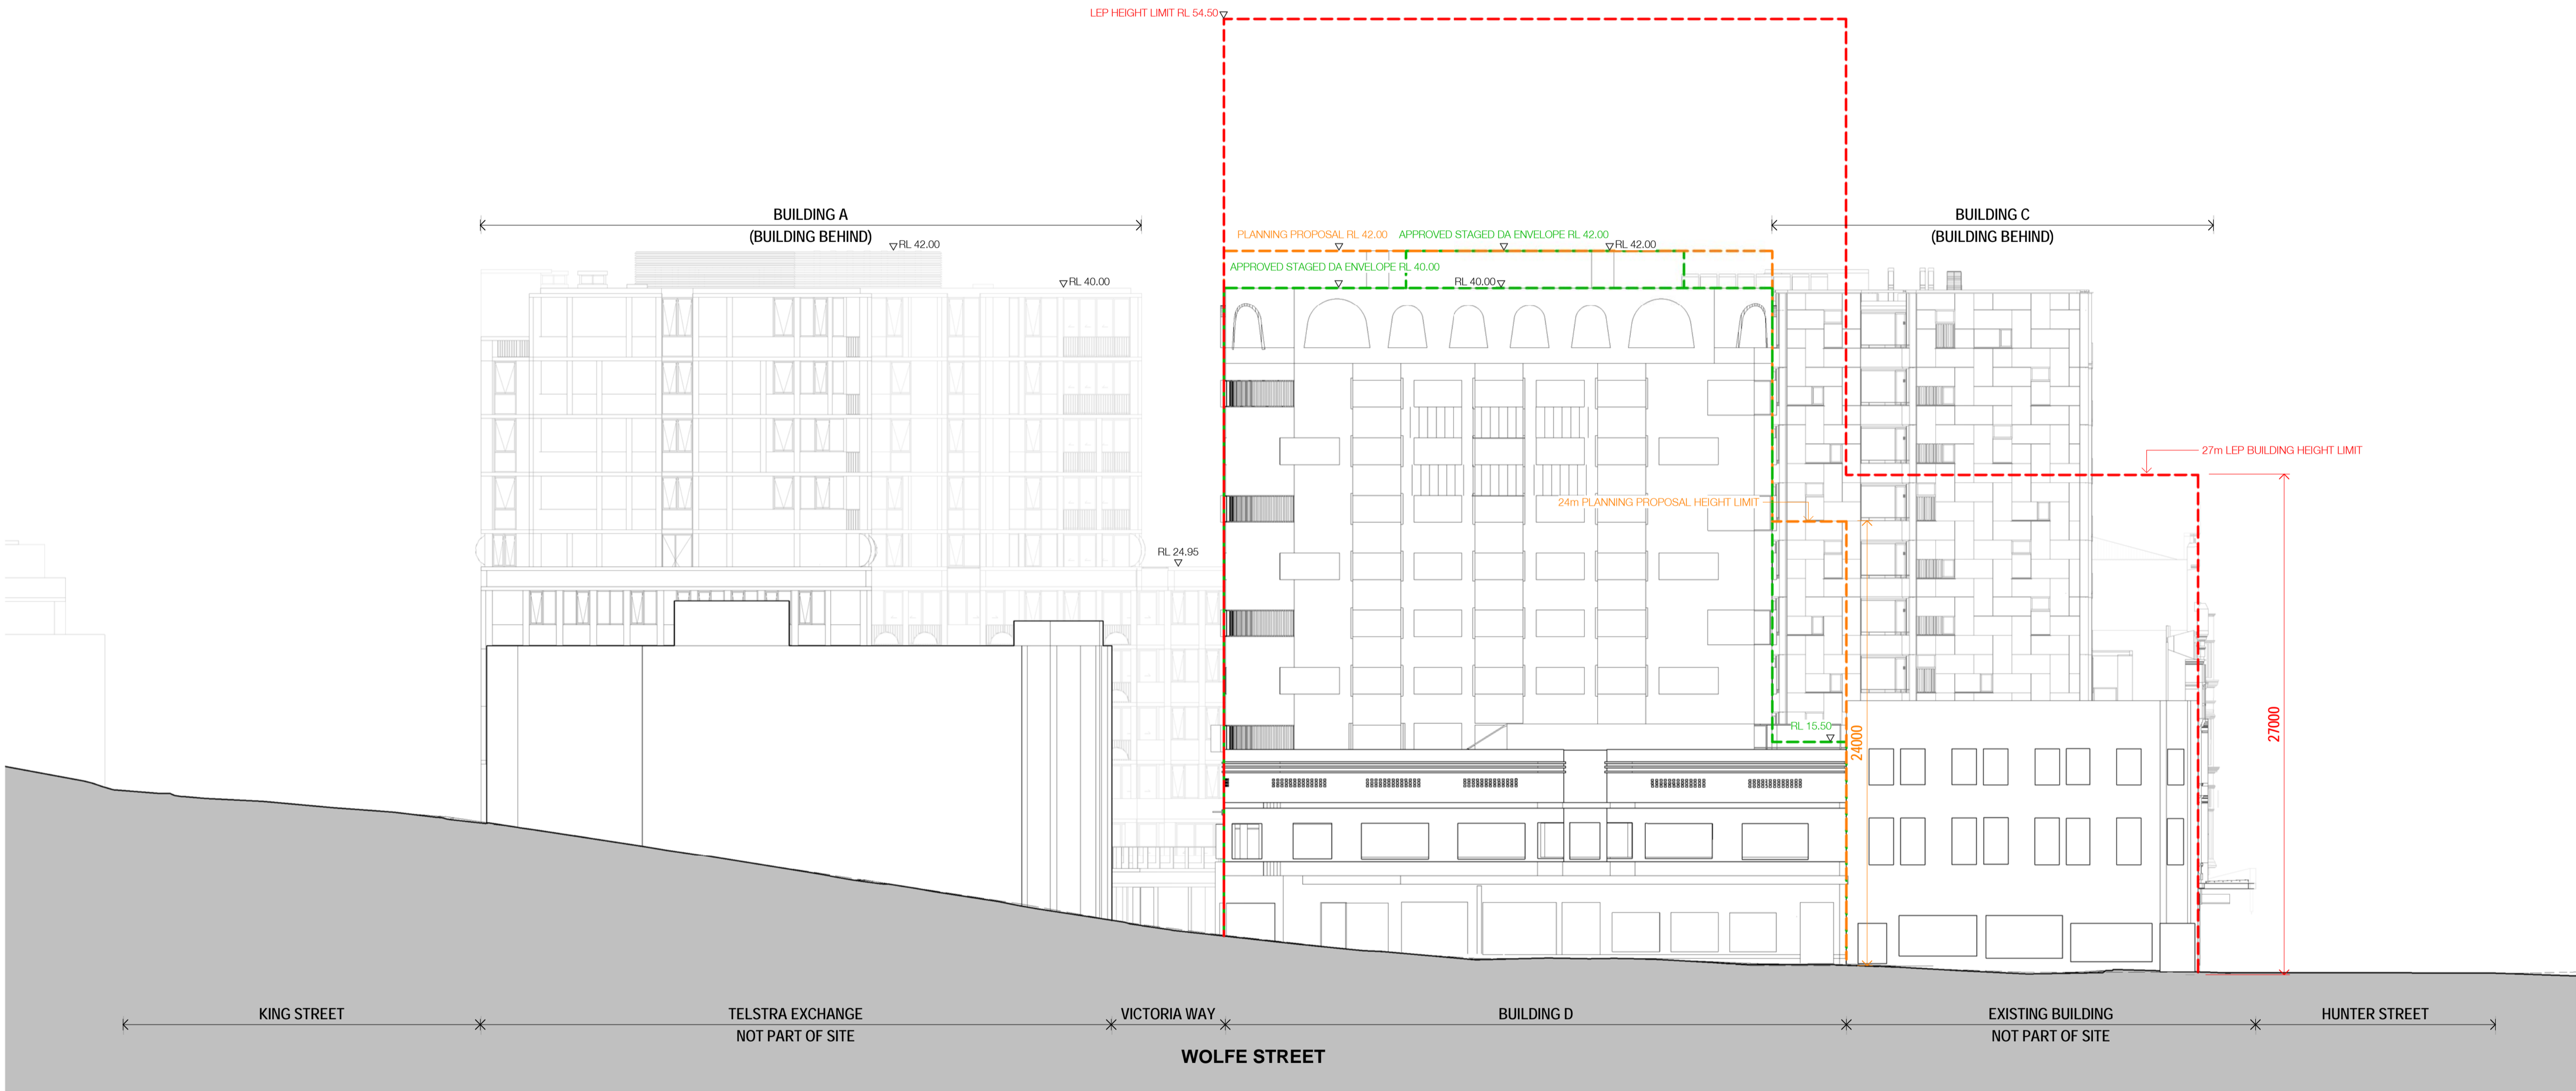 LEP HEIGHT LIMIT RL 54.50
BUILDING A
(BUILDING BEHIND)
BUILDING C
(BUILDING BEHIND)
PLANNING PROPOSAL RL 42.00
APPROVED STAGED DA ENVELOPE RL 42.00
RL 42.00
RL 42.00
APPROVED STAGED DA ENVELOPE RL 40.00
RL 40.00
RL 40.00
27m LEP BUILDING HEIGHT LIMIT
24m PLANNING PROPOSAL HEIGHT LIMIT
RL 24.95
RL 15.50
24000
27000
KING STREET
TELSTRA EXCHANGE
NOT PART OF SITE
VICTORIA WAY
BUILDING D
EXISTING BUILDING
NOT PART OF SITE
HUNTER STREET
WOLFE STREET